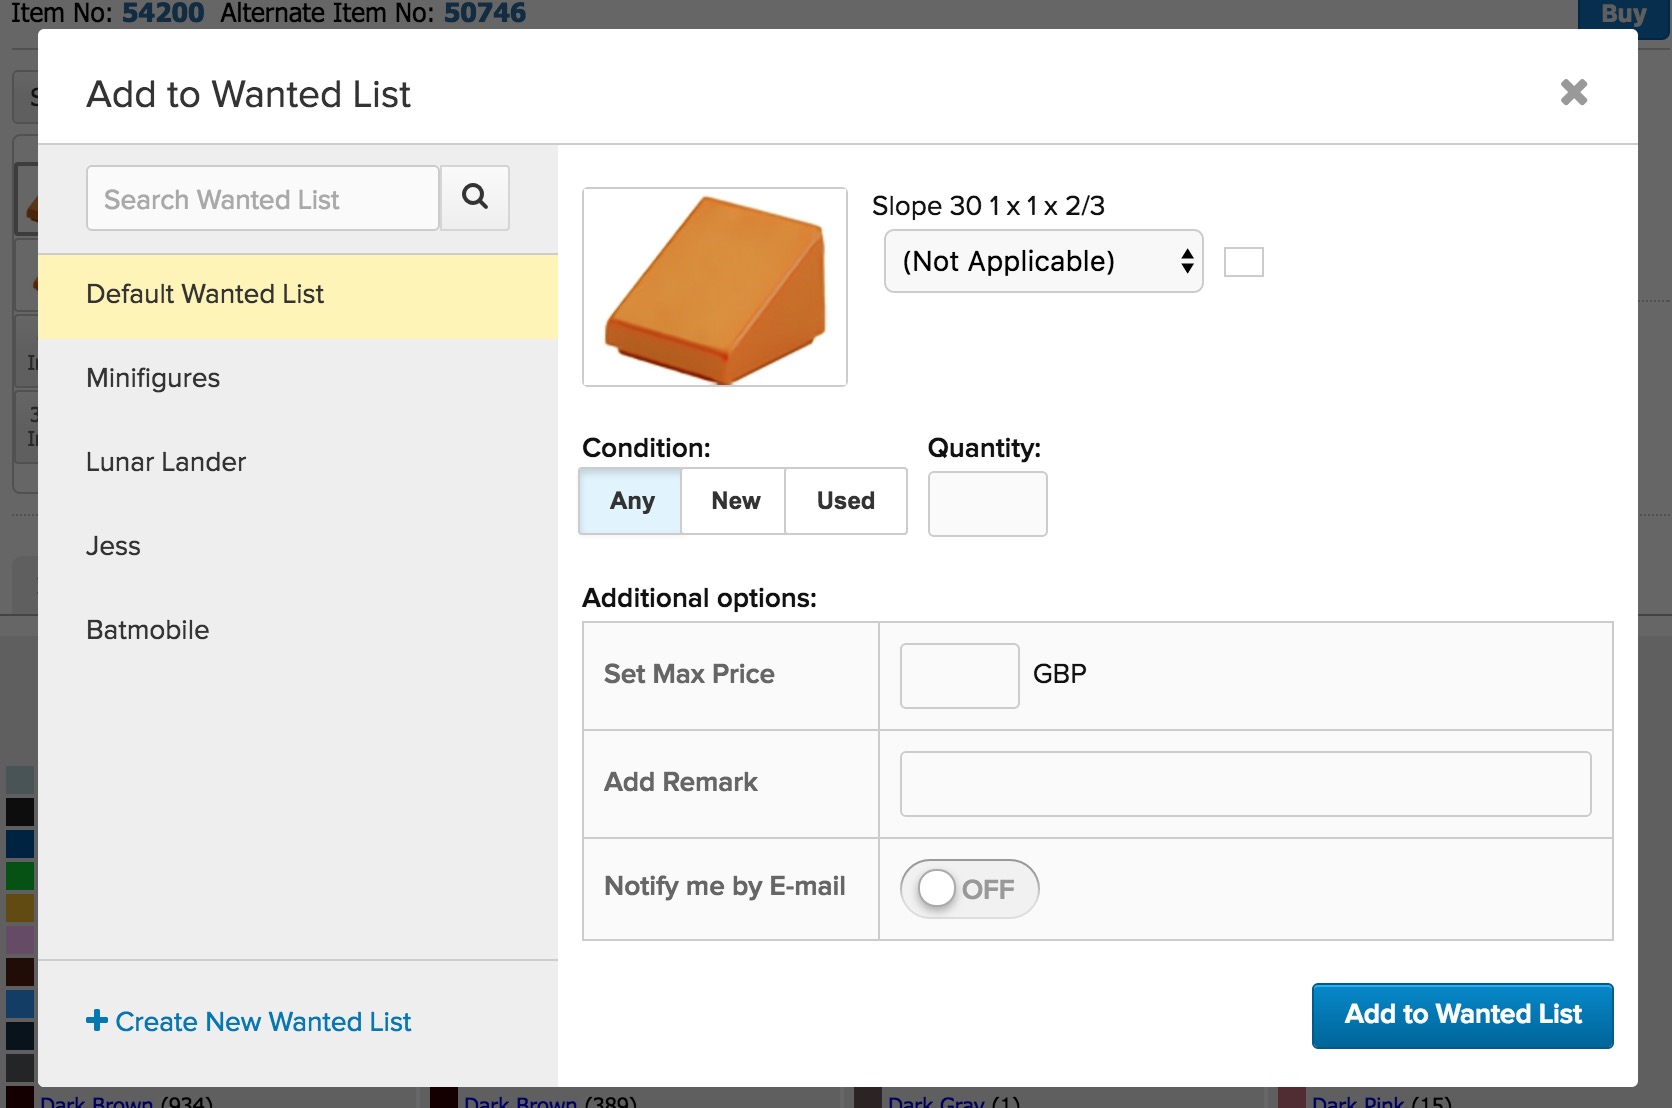 Item No: 54200 Alternate Item No: 50746
Buy
Add to Wanted List
Search Wanted List
Default Wanted List
Minifigures
Lunar Lander
Jess
Batmobile
+ Create New Wanted List
Slope 30 1 x 1 x 2/3
(Not Applicable)
Condition:
Quantity:
Any New Used
Additional options:
Set Max Price GBP
Add Remark
Notify me by E-mail OFF
Add to Wanted List
Dark Brown (934) Dark Brown (389) Dark Gray (1) Dark Pink (15)